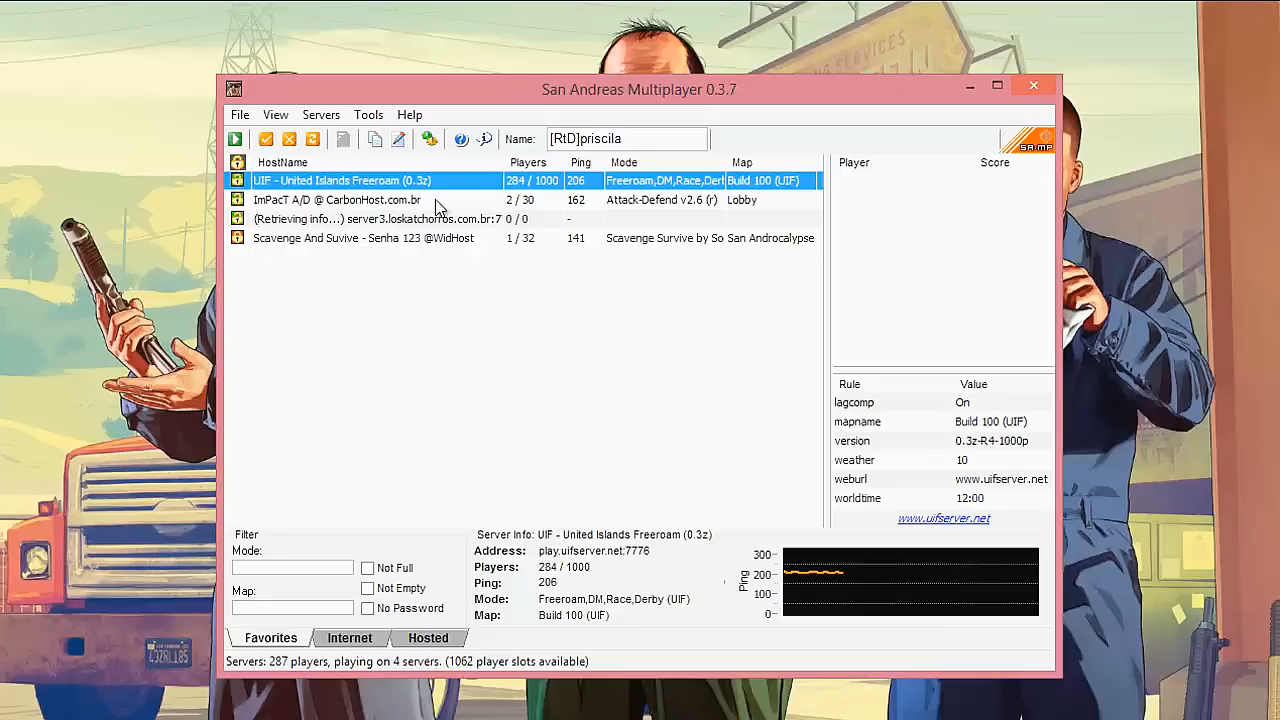 SERVICES
San Andreas Multiplayer 0.3.7
File View Servers Tools Help
Name: [RtD]priscila
SA:MP
HostName Players Ping Mode Map
UIF - United Islands Freeroam (0.3z) 284 / 1000 206 Freeroam,DM,Race,Der Build 100 (UIF)
ImPacT A/D @ CarbonHost.com.br 2 / 30 162 Attack-Defend v2.6 (r) Lobby
(Retrieving info...) server3.loskatchorros.com.br:7 0 / 0 -
Scavenge And Suvive - Senha 123 @WidHost 1 / 32 141 Scavenge Survive by So San Androcalypse
Player Score
Rule Value
lagcomp On
mapname Build 100 (UIF)
version 0.3z-R4-1000p
weather 10
weburl www.uifserver.net
worldtime 12:00
www.uifserver.net
Filter
Mode:
Not Full
Not Empty
Map:
No Password
Server Info: UIF - United Islands Freeroam (0.3z)
Address: play.uifserver.net:7776
Players: 284 / 1000
Ping: 206
Mode: Freeroam,DM,Race,Derby (UIF)
Map: Build 100 (UIF)
Ping
300
200
100
0
Favorites Internet Hosted
Servers: 287 players, playing on 4 servers. (1062 player slots available)